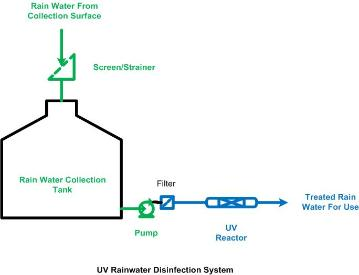 Rain Water From
Collection Surface
Screen/Strainer
Rain Water Collection
Tank
Filter
Pump
UV
Reactor
Treated Rain
Water For Use
UV Rainwater Disinfection System